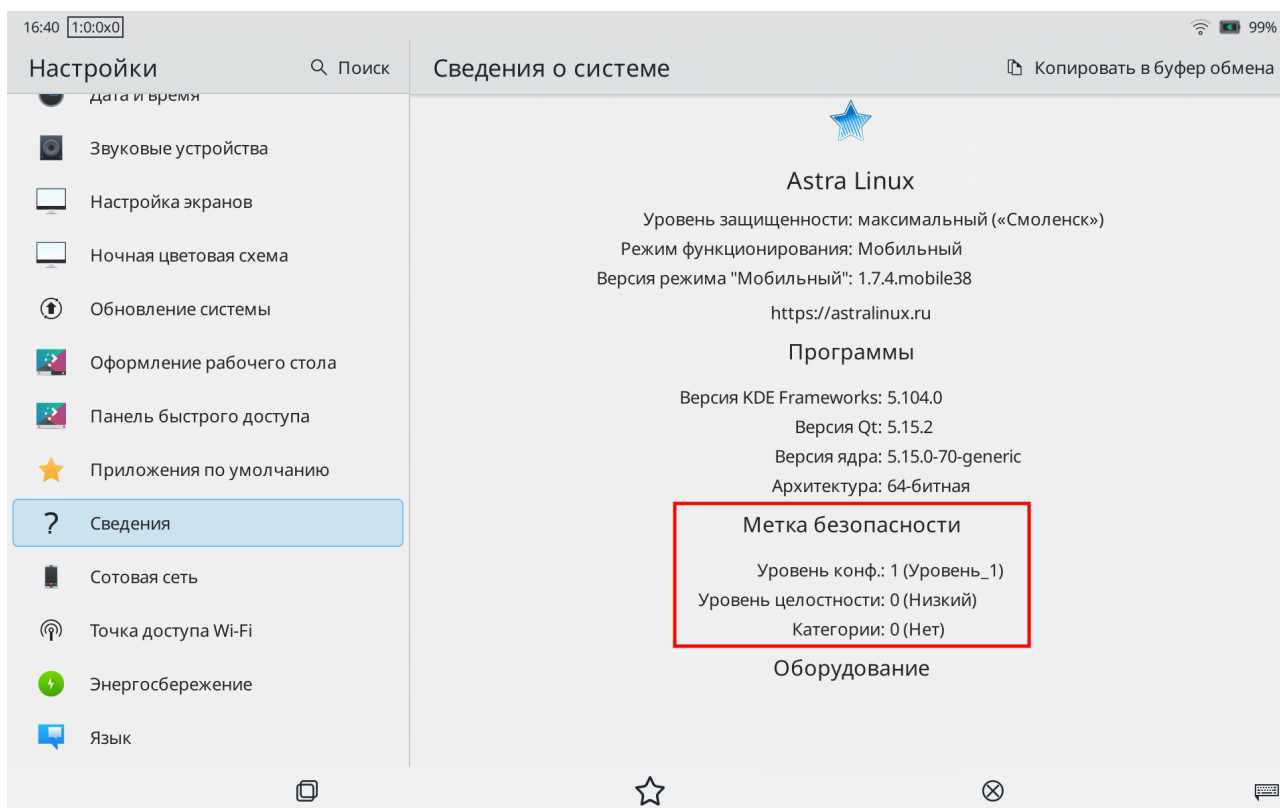 16:40 1:0:0x0 99%
Настройки Поиск
Дата и время
Звуковые устройства
Настройка экранов
Ночная цветовая схема
Обновление системы
Оформление рабочего стола
Панель быстрого доступа
Приложения по умолчанию
? Сведения
Сотовая сеть
Точка доступа Wi-Fi
Энергосбережение
Язык
Сведения о системе Копировать в буфер обмена
Astra Linux
Уровень защищенности: максимальный («Смоленск»)
Режим функционирования: Мобильный
Версия режима "Мобильный": 1.7.4.mobile38
https://astralinux.ru
Программы
Версия KDE Frameworks: 5.104.0
Версия Qt: 5.15.2
Версия ядра: 5.15.0-70-generic
Архитектура: 64-битная
Метка безопасности
Уровень конф.: 1 (Уровень_1)
Уровень целостности: 0 (Низкий)
Категории: 0 (Нет)
Оборудование